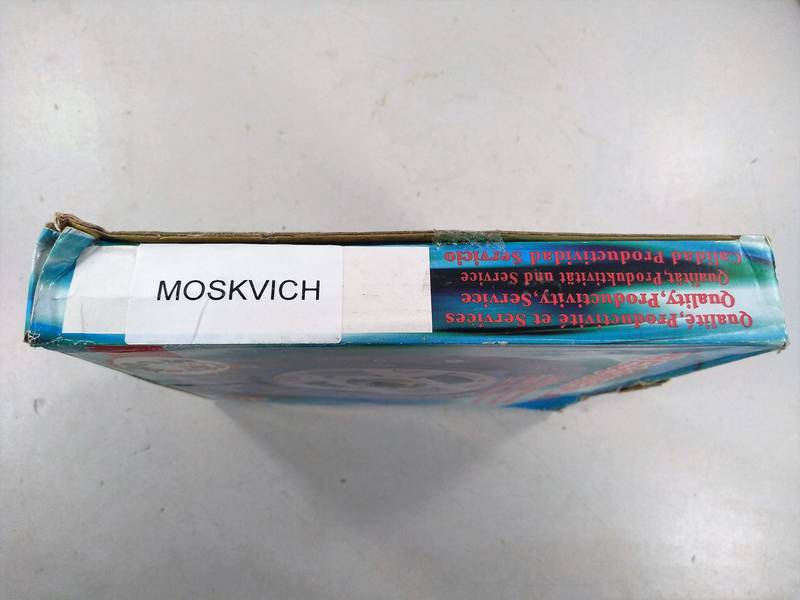 MOSKVICH
Qualité,Productivité et Services
Quality,Productivity,Service
Qualität,Produktivität und Service
Calidad Productividad Servicio